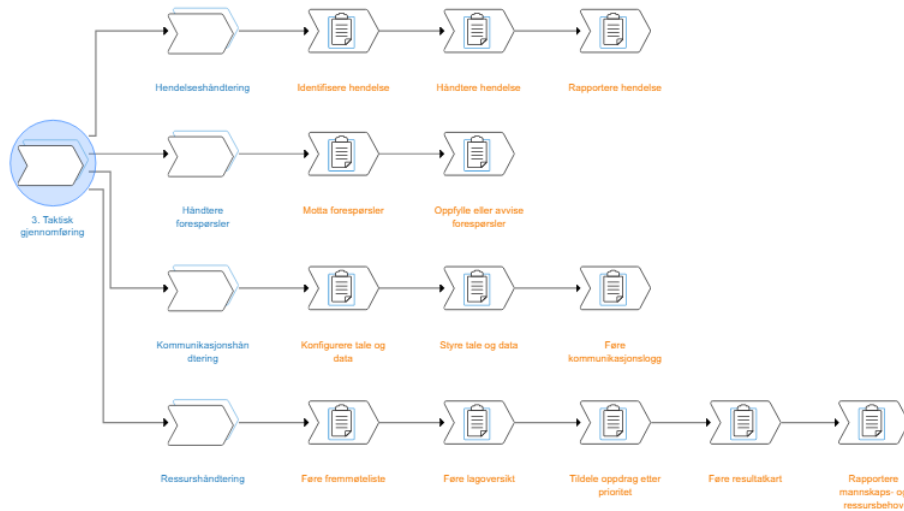 Hendelseshåndtering
Identifisere hendelse
Håndtere hendelse
Rapportere hendelse
3. Taktisk
gjennomføring
Håndtere
forespørsler
Motta forespørsler
Oppfylle eller avvise
forespørsler
Kommunikasjonshån
dtering
Konfigurere tale og
data
Styre tale og data
Føre
kommunikasjonslogg
Ressurshåndtering
Føre fremmøteliste
Føre lagoversikt
Tildele oppdrag etter
prioritet
Føre resultatkart
Rapportere
mannskaps- og
ressursbehov